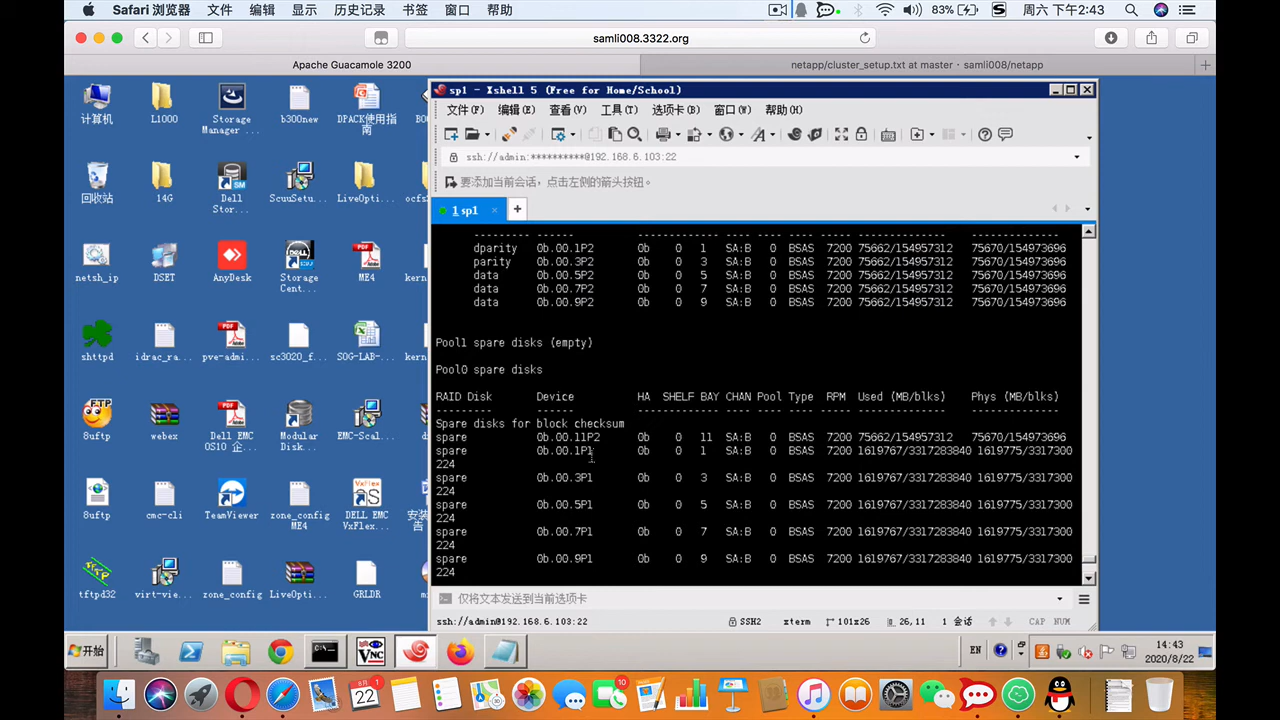 Safari 浏览器 文件 编辑 显示 历史记录 书签 窗口 帮助 83% 周六 下午2:43
samli008.3322.org
Apache Guacamole 3200 netapp/cluster_setup.txt at master · samli008/netapp
sp1 - Xshell 5 (Free for Home/School)
文件(F) 编辑(E) 查看(V) 工具(T) 选项卡(B) 窗口(W) 帮助(H)
ssh://admin:**********@192.168.6.103:22
要添加当前会话，点击左侧的箭头按钮。
1 sp1
计算机 L1000 Storage Manager ... b300new DPACK使用指南
回收站 14G Dell Stor... ScuuSetu... LiveOpti... ocfs
netsh_ip DSET AnyDesk Storage Cent... ME4 kern
shttpd idrac_ra... pve-admi... sc3020_f... SOG-LAB-... kern
8uftp webex Dell EMC OS10 企... Modular Disk... EMC-Scal...
8uftp cmc-cli TeamViewer zone_config ME4 DELL EMC VxFlex... 安装 告
tftpd32 virt-vie... zone_config LiveOpti... GRLDR
--------- ------ ------------- ---- ---- ---- ----- -------------- --------------
dparity 0b.00.1P2 0b 0 1 SA:B 0 BSAS 7200 75662/154957312 75670/154973696
parity 0b.00.3P2 0b 0 3 SA:B 0 BSAS 7200 75662/154957312 75670/154973696
data 0b.00.5P2 0b 0 5 SA:B 0 BSAS 7200 75662/154957312 75670/154973696
data 0b.00.7P2 0b 0 7 SA:B 0 BSAS 7200 75662/154957312 75670/154973696
data 0b.00.9P2 0b 0 9 SA:B 0 BSAS 7200 75662/154957312 75670/154973696
Pool1 spare disks (empty)
Pool0 spare disks
RAID Disk Device HA SHELF BAY CHAN Pool Type RPM Used (MB/blks) Phys (MB/blks)
--------- ------ ------------- ---- ---- ---- ----- -------------- --------------
Spare disks for block checksum
spare 0b.00.11P2 0b 0 11 SA:B 0 BSAS 7200 75662/154957312 75670/154973696
spare 0b.00.1P1 0b 0 1 SA:B 0 BSAS 7200 1619767/3317283840 1619775/3317300
224
spare 0b.00.3P1 0b 0 3 SA:B 0 BSAS 7200 1619767/3317283840 1619775/3317300
224
spare 0b.00.5P1 0b 0 5 SA:B 0 BSAS 7200 1619767/3317283840 1619775/3317300
224
spare 0b.00.7P1 0b 0 7 SA:B 0 BSAS 7200 1619767/3317283840 1619775/3317300
224
spare 0b.00.9P1 0b 0 9 SA:B 0 BSAS 7200 1619767/3317283840 1619775/3317300
224
仅将文本发送到当前选项卡
ssh://admin@192.168.6.103:22 SSH2 xterm 101x26 26,11 1 会话 CAP NUM
开始 EN 14:43
2020/8/22
22 10